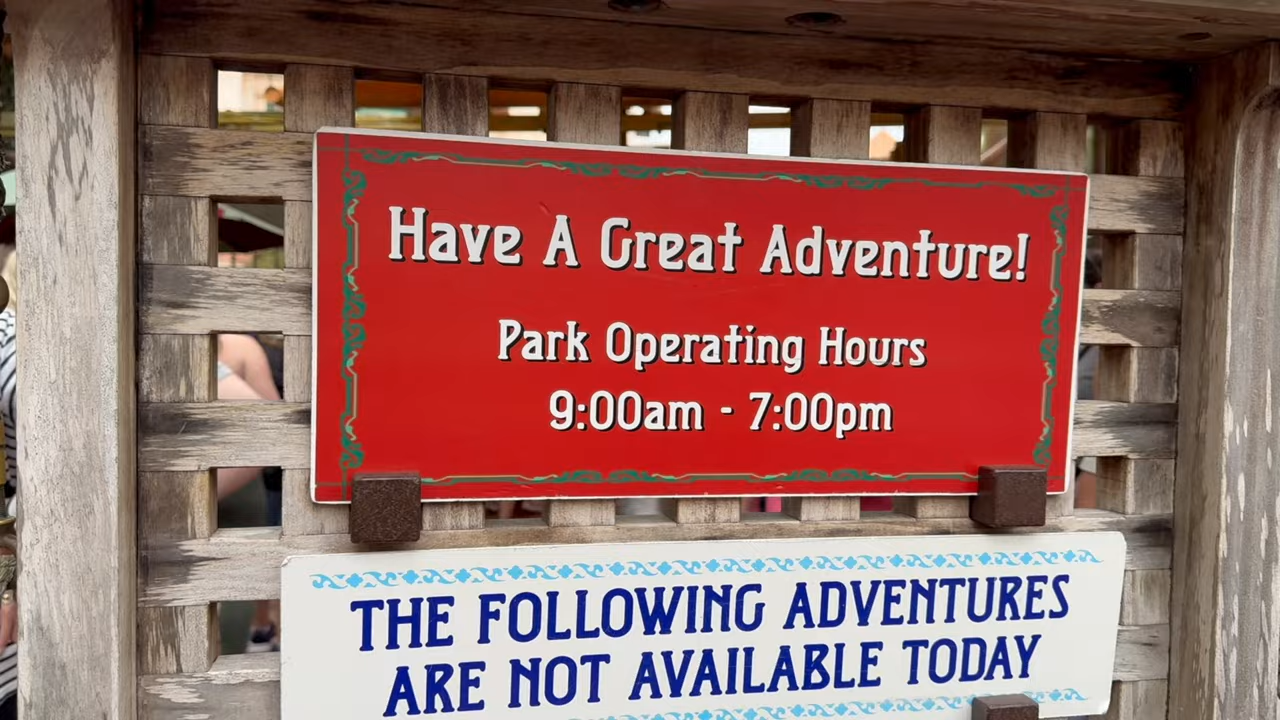 Have A Great Adventure!
Park Operating Hours
9:00am - 7:00pm
THE FOLLOWING ADVENTURES
ARE NOT AVAILABLE TODAY